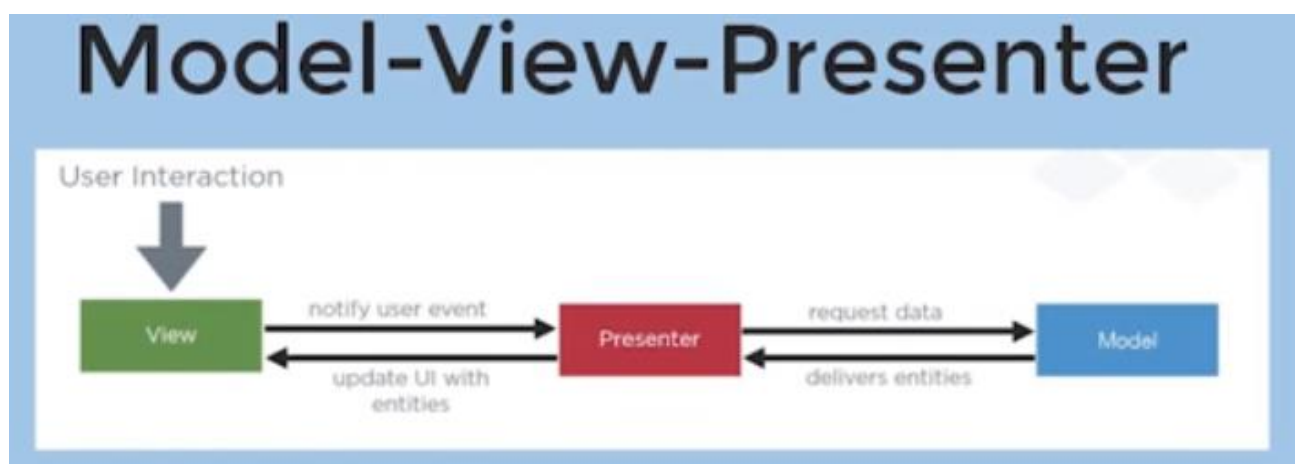 Model-View-Presenter
User Interaction
notify user event
request data
View
Presenter
Model
update UI with
entities
delivers entities